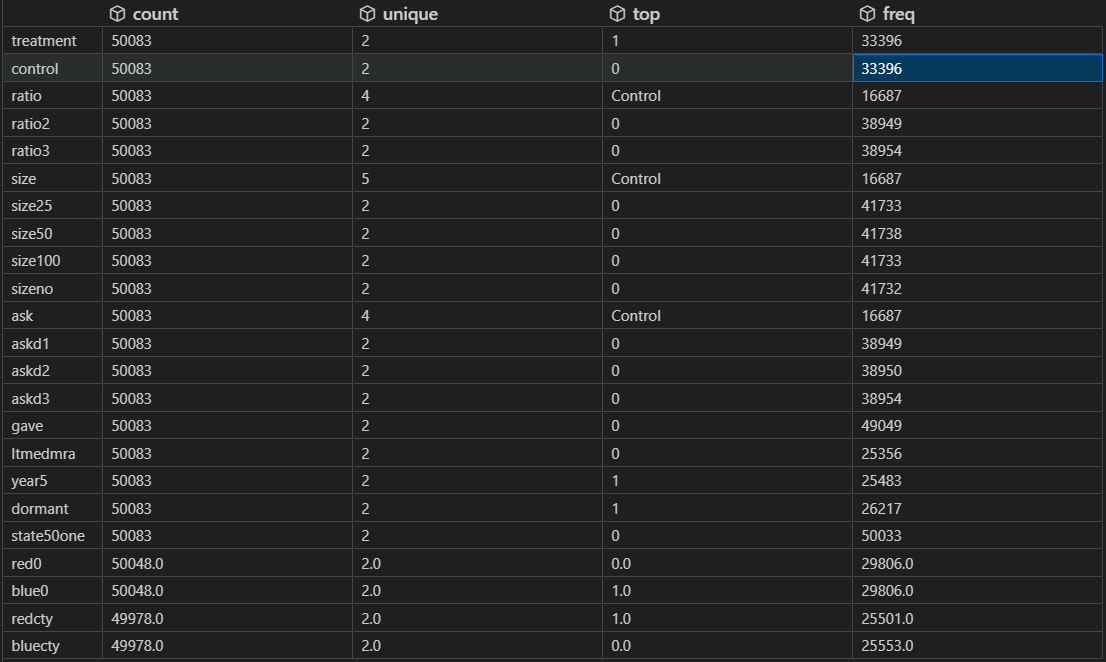 count unique top freq
treatment 50083 2 1 33396
control 50083 2 0 33396
ratio 50083 4 Control 16687
ratio2 50083 2 0 38949
ratio3 50083 2 0 38954
size 50083 5 Control 16687
size25 50083 2 0 41733
size50 50083 2 0 41738
size100 50083 2 0 41733
sizeno 50083 2 0 41732
ask 50083 4 Control 16687
askd1 50083 2 0 38949
askd2 50083 2 0 38950
askd3 50083 2 0 38954
gave 50083 2 0 49049
ltmedmra 50083 2 0 25356
year5 50083 2 1 25483
dormant 50083 2 1 26217
state50one 50083 2 0 50033
red0 50048.0 2.0 0.0 29806.0
blue0 50048.0 2.0 1.0 29806.0
redcty 49978.0 2.0 1.0 25501.0
bluecty 49978.0 2.0 0.0 25553.0